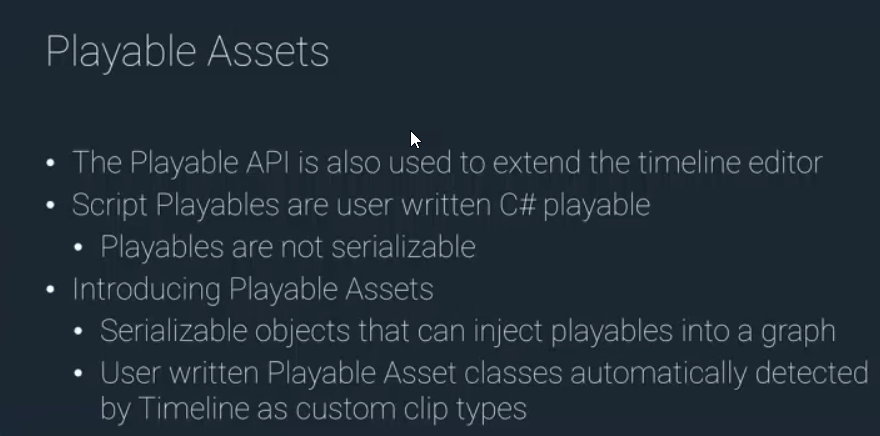 Playable Assets
• The Playable API is also used to extend the timeline editor
• Script Playables are user written C# playable
• Playables are not serializable
• Introducing Playable Assets
• Serializable objects that can inject playables into a graph
• User written Playable Asset classes automatically detected
by Timeline as custom clip types